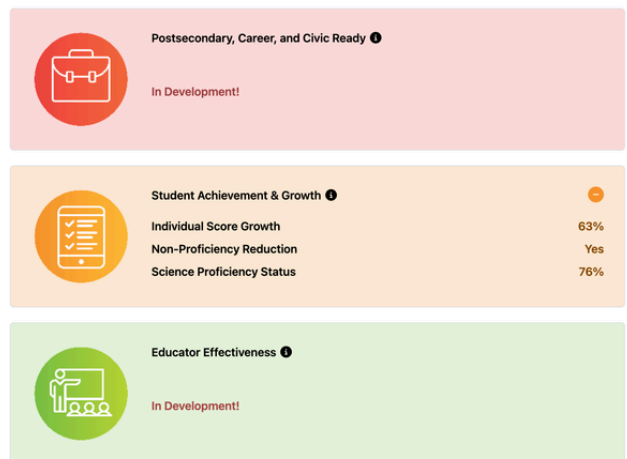 Postsecondary, Career, and Civic Ready
In Development!
Student Achievement & Growth
Individual Score Growth 63%
Non-Proficiency Reduction Yes
Science Proficiency Status 76%
Educator Effectiveness
In Development!